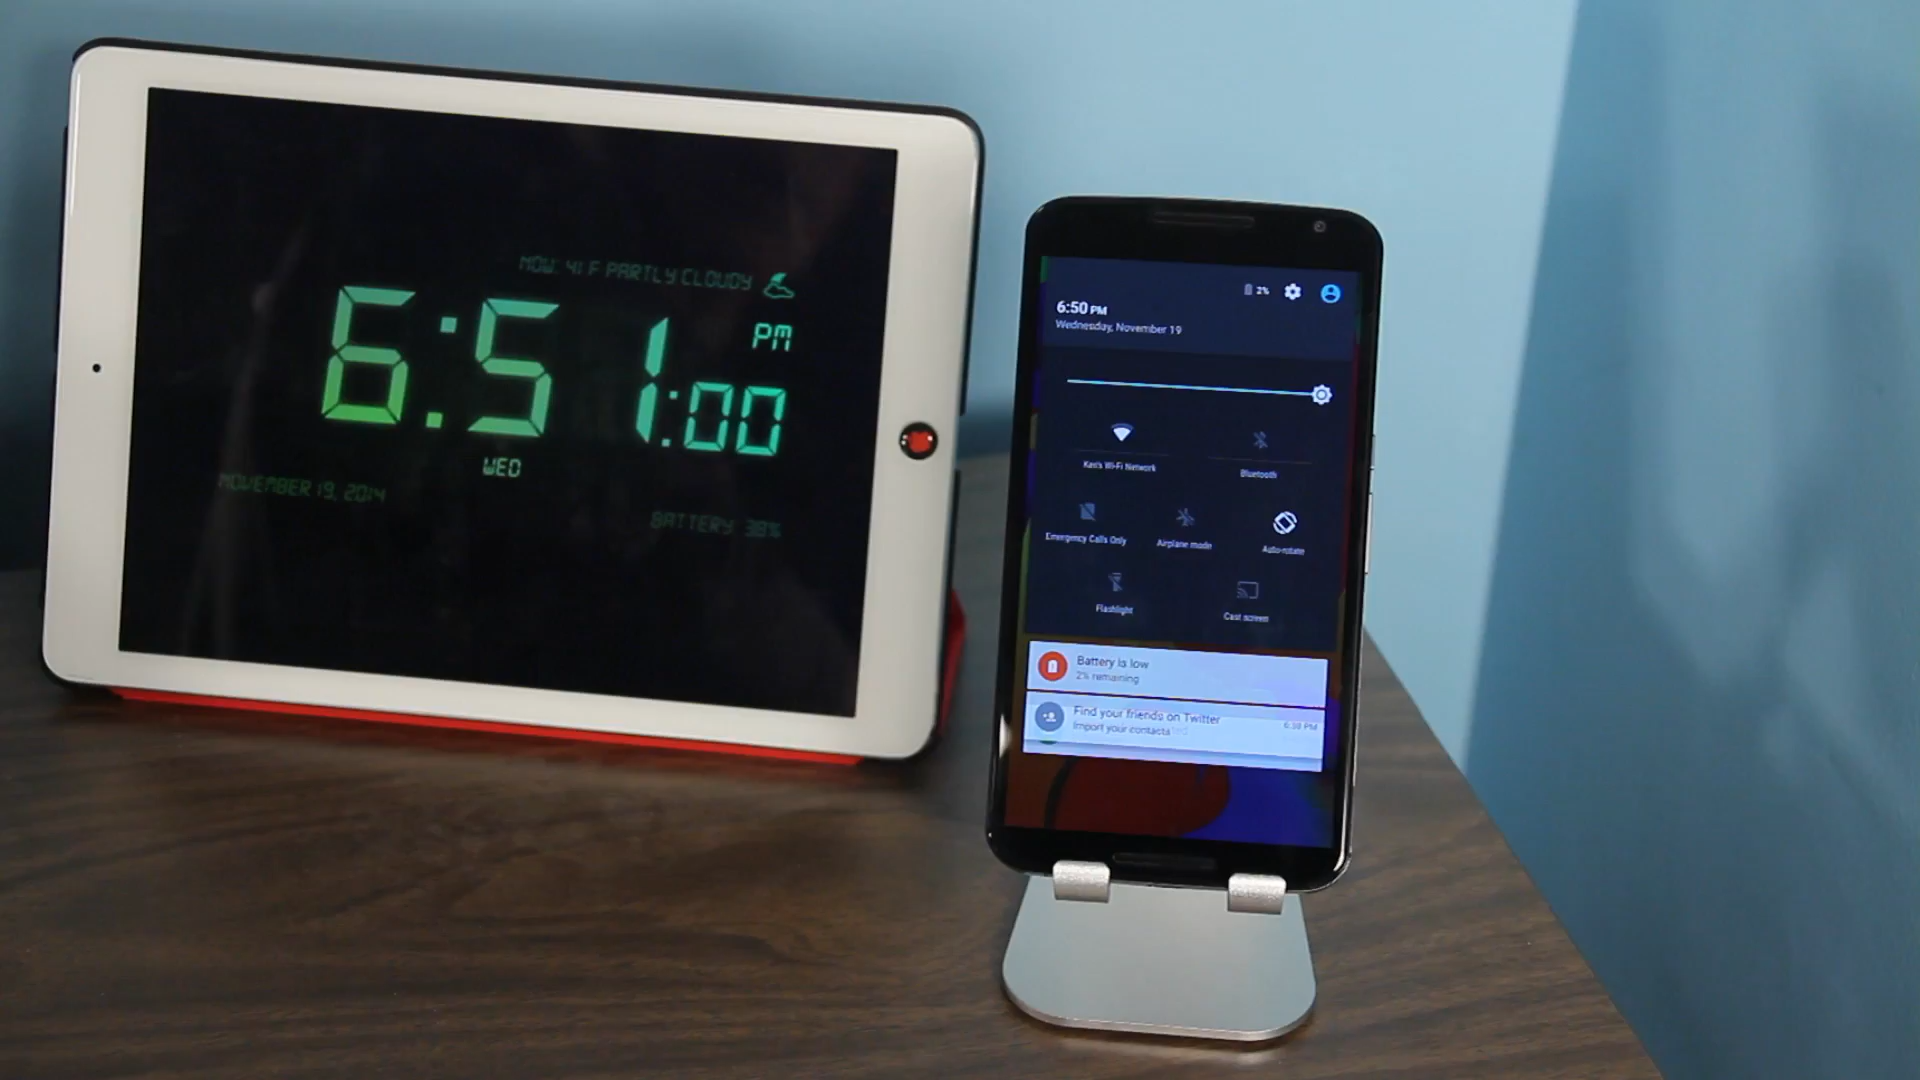 NOW: 41 F PARTLY CLOUDY
6:51:00
PM
WED
NOVEMBER 19, 2014
BATTERY: 38%
2%
6:50 PM
Wednesday, November 19
Ken's Wi-Fi Network
Bluetooth
Emergency Calls Only
Airplane mode
Auto-rotate
Flashlight
Cast screen
Battery is low
2% remaining
Find your friends on Twitter
6:38 PM
Import your contacts